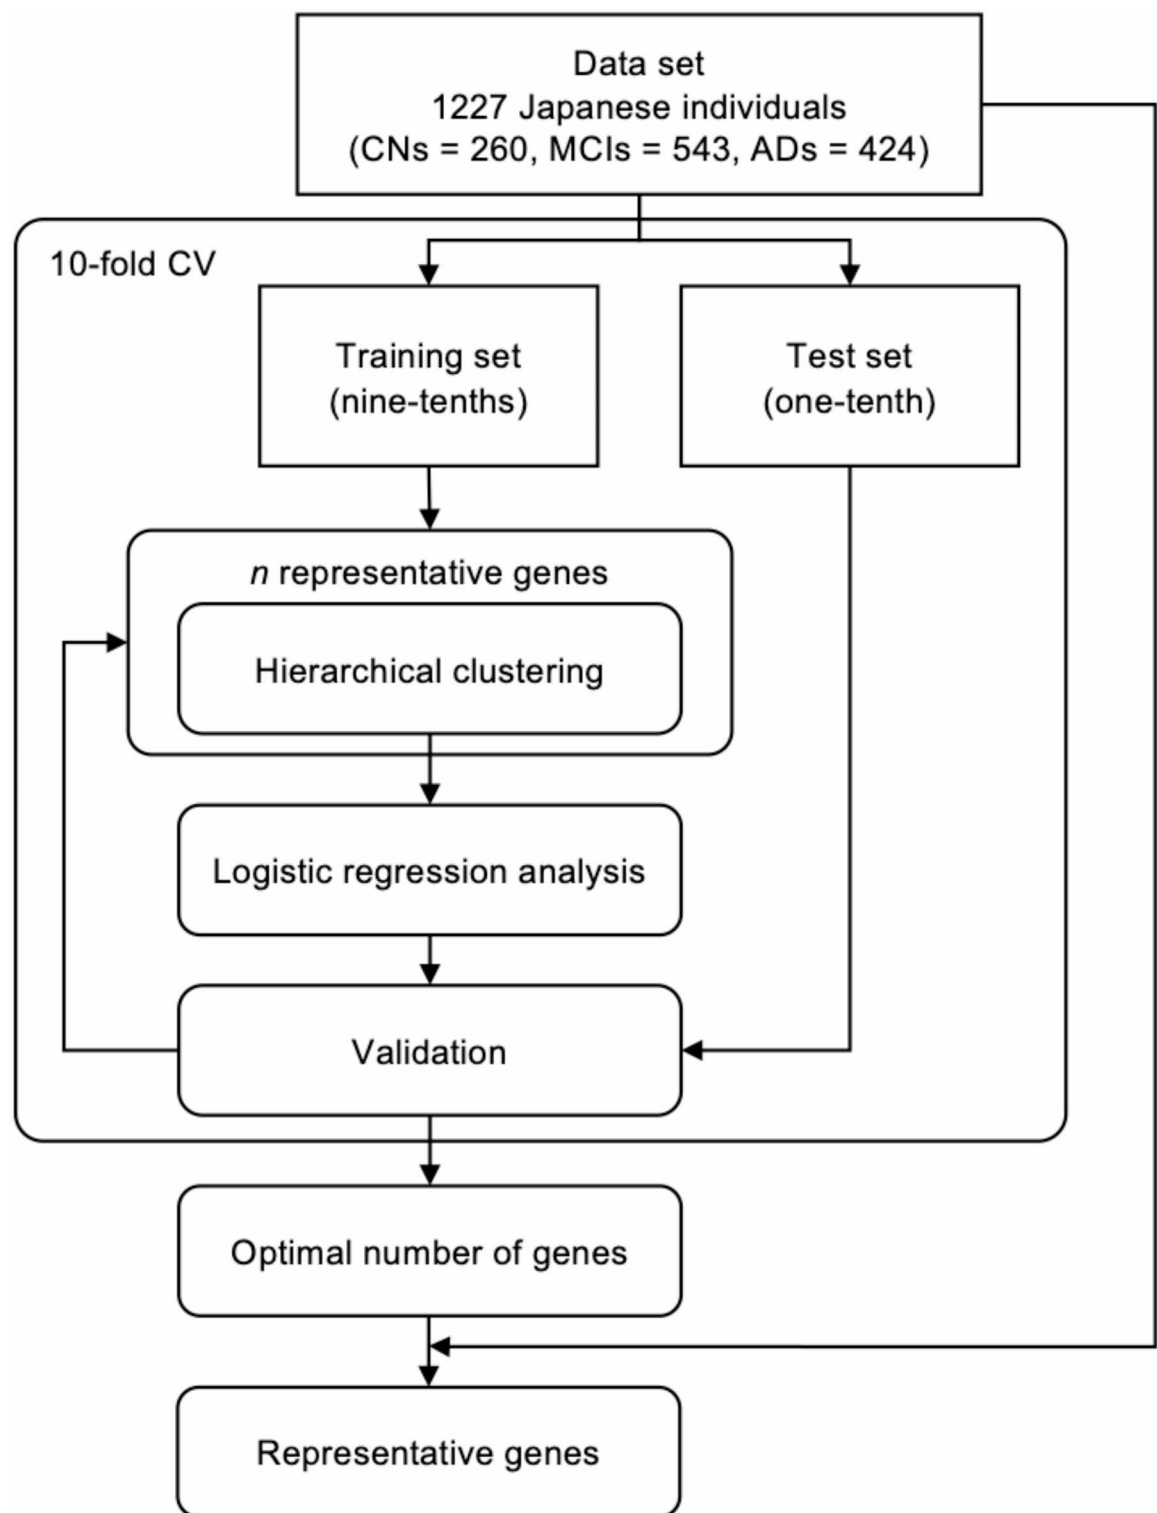 Data set
1227 Japanese individuals
(CNs = 260, MCIs = 543, ADs = 424)
10-fold CV
Training set
(nine-tenths)
Test set
(one-tenth)
n representative genes
Hierarchical clustering
Logistic regression analysis
Validation
Optimal number of genes
Representative genes